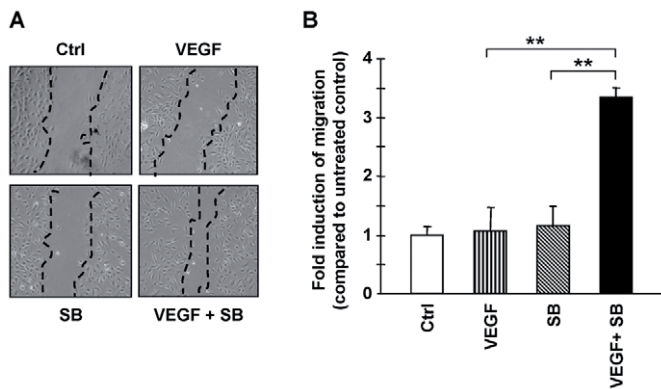 A
Ctrl
VEGF
SB
VEGF + SB
B
Fold induction of migration
(compared to untreated control)
4
3
2
1
0
**
**
Ctrl
VEGF
SB
VEGF+ SB